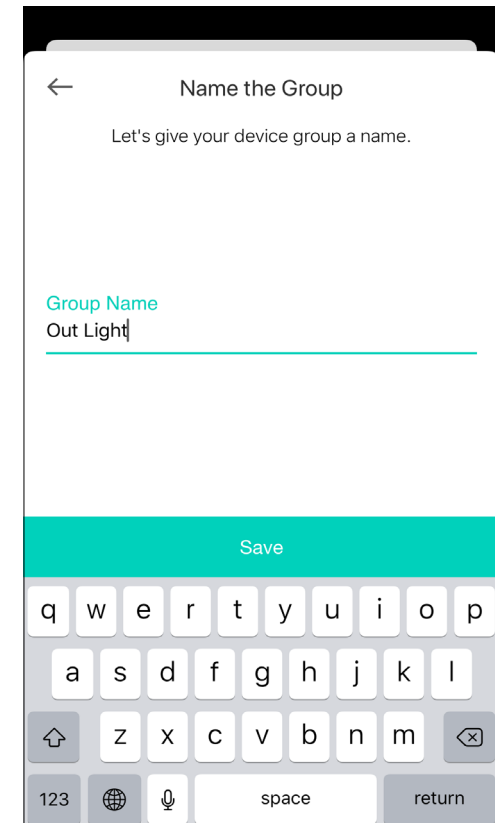 Name the Group
Let's give your device group a name.
Group Name
Out Light
Save
q w e r t y u i o p
a s d f g h j k l
z x c v b n m
123 space return